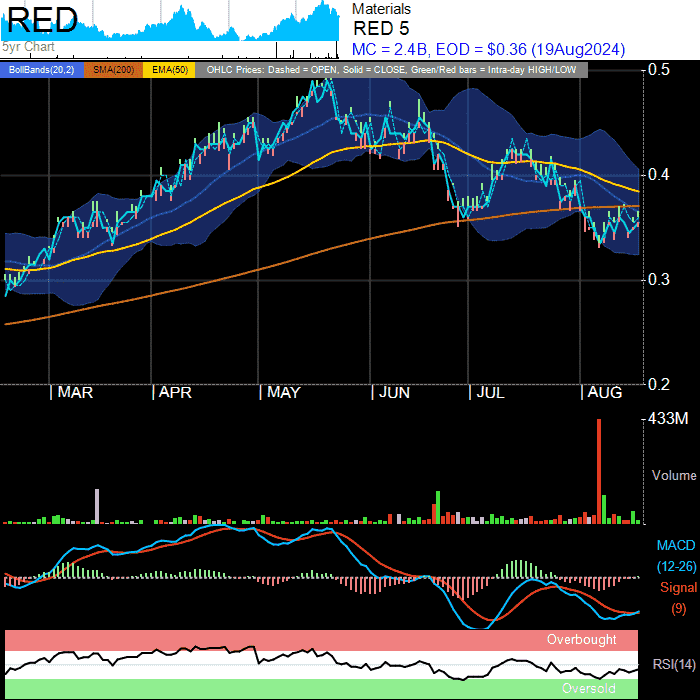 RED
5yr Chart
Materials
RED 5
MC = 2.4B, EOD = $0.36 (19Aug2024)
BollBands(20,2) SMA(200) EMA(50) OHLC Prices: Dashed = OPEN, Solid = CLOSE, Green/Red bars = Intra-day HIGH/LOW
0.5
0.4
0.3
0.2
MAR APR MAY JUN JUL AUG
433M
Volume
MACD
(12-26)
Signal
(9)
Overbought
RSI(14)
Oversold